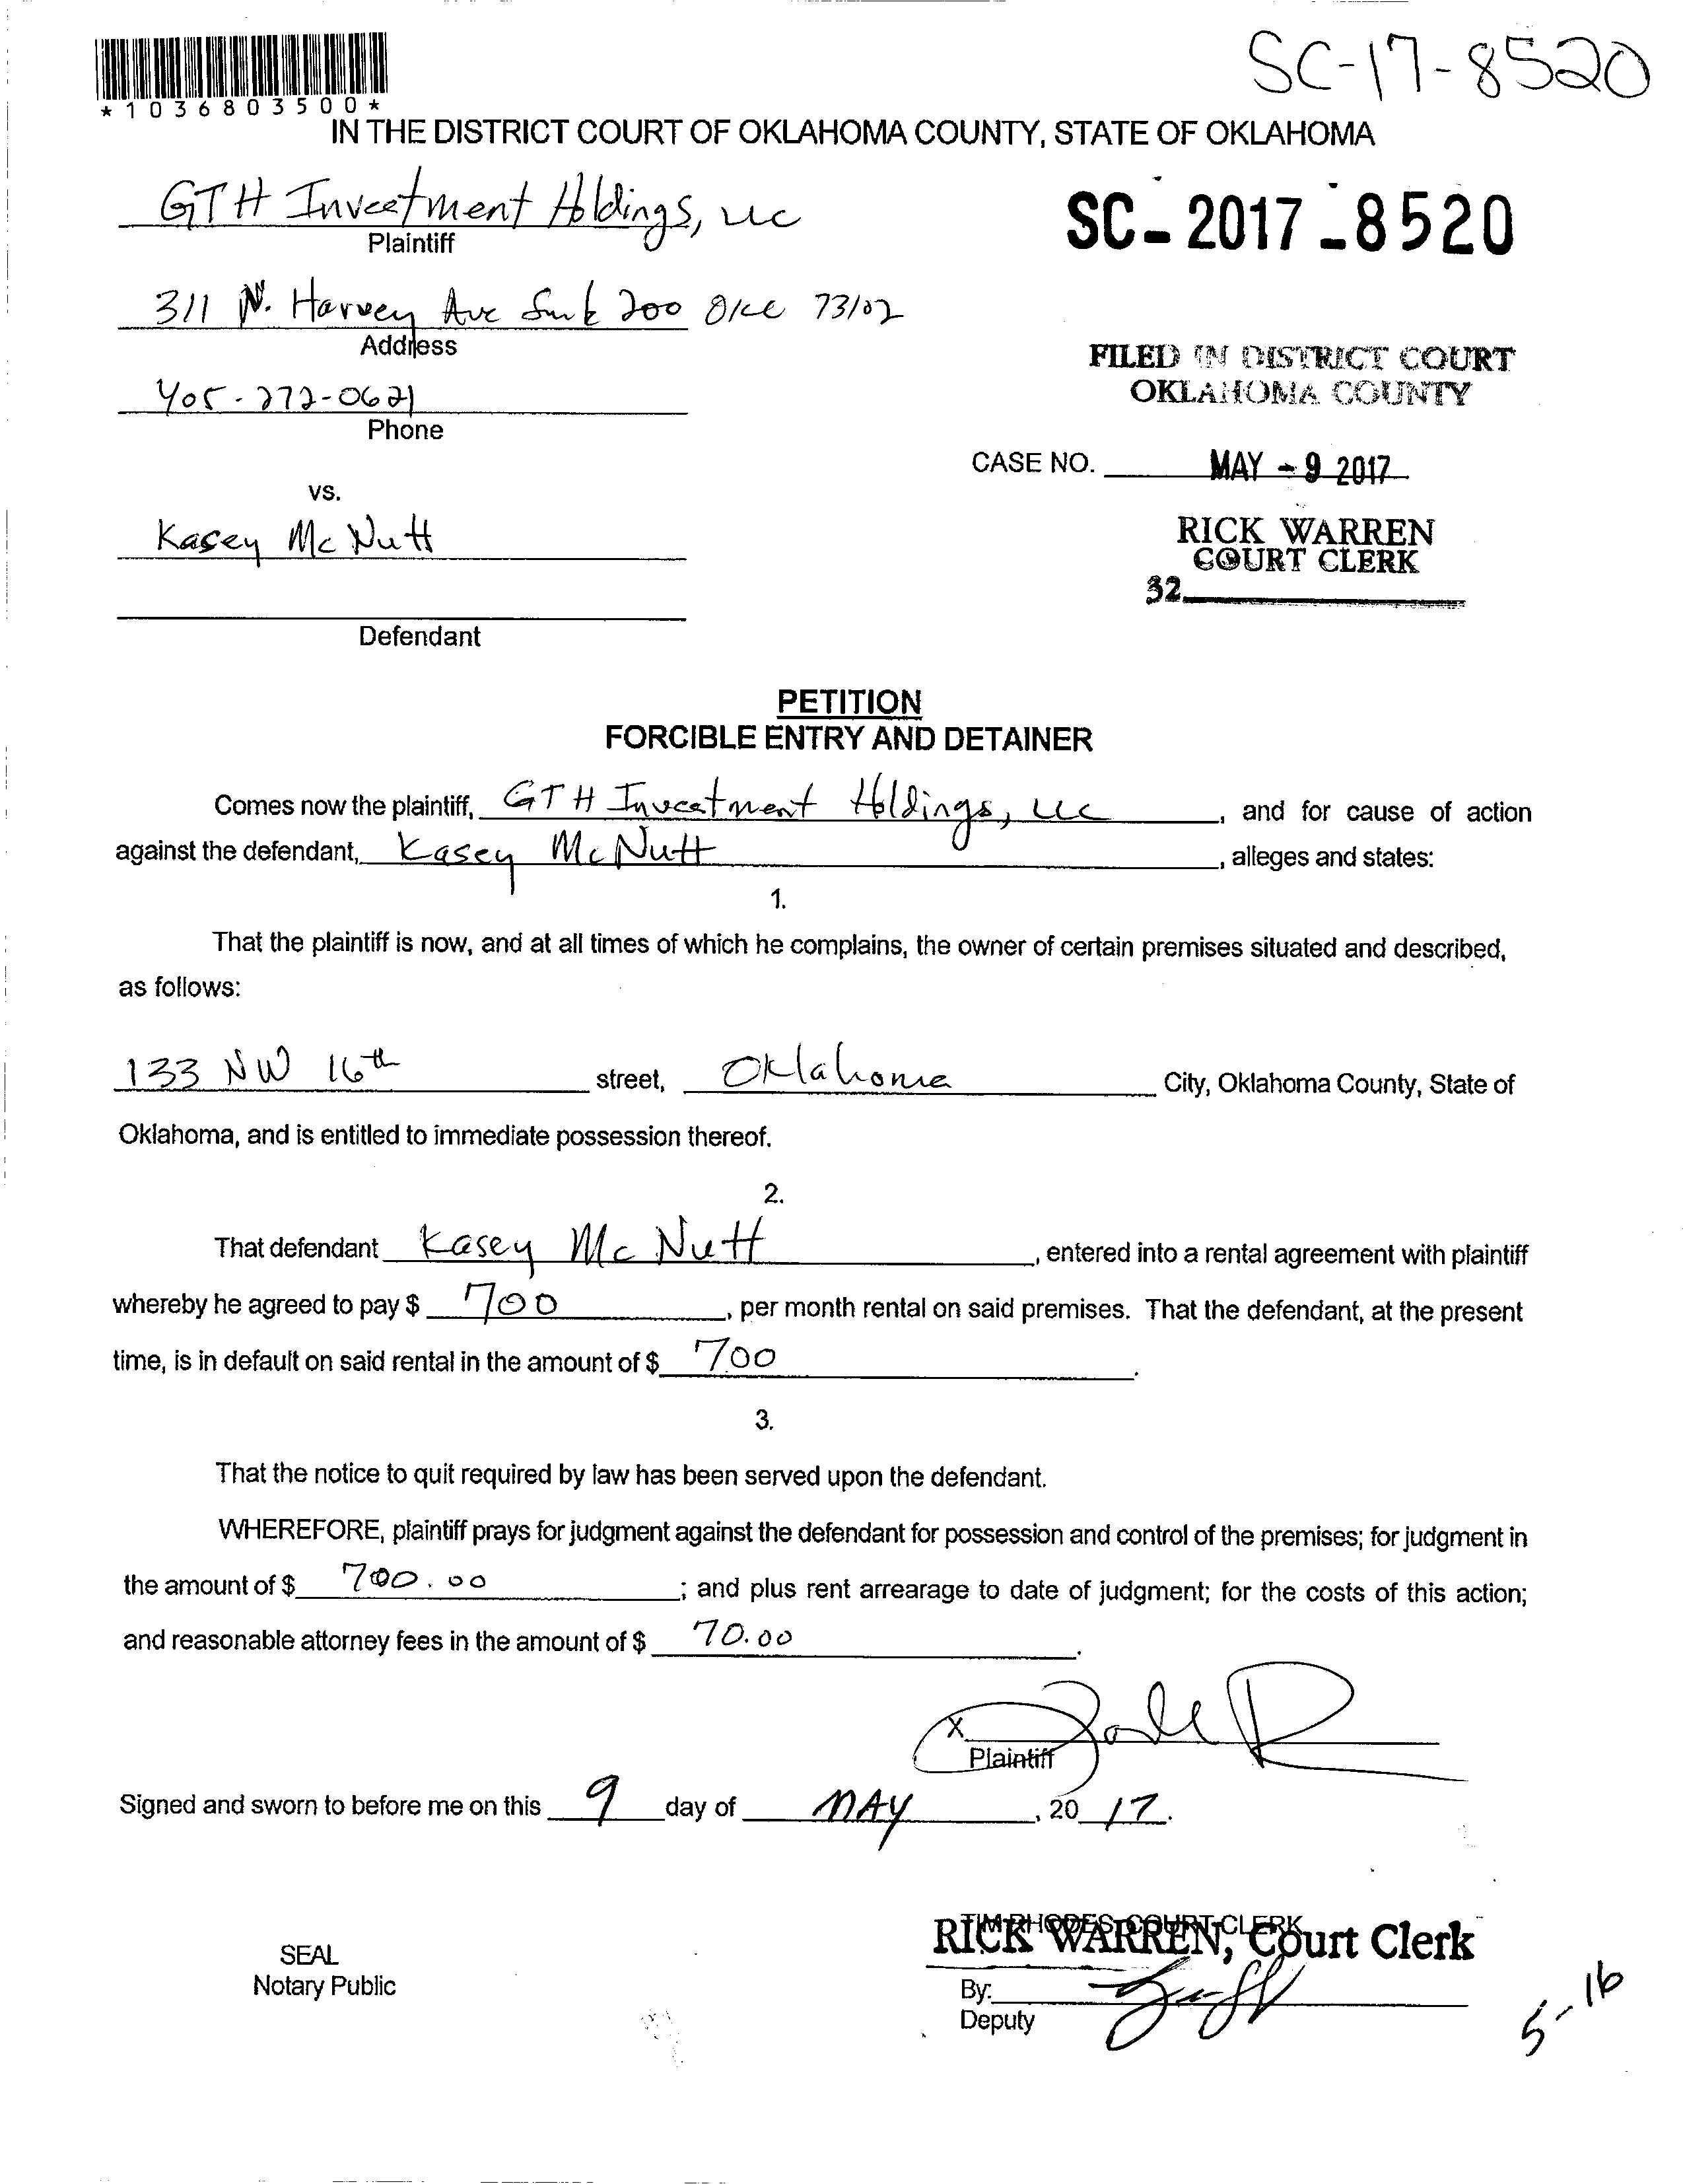 SC-17-8520
*1036803500*
IN THE DISTRICT COURT OF OKLAHOMA COUNTY, STATE OF OKLAHOMA
GTH Investment Holdings, LLC
Plaintiff
SC-2017-8520
311 N. Harvey Ave Suite 200 OKC 73102
Address
FILED IN DISTRICT COURT
OKLAHOMA COUNTY
405-272-0621
Phone
CASE NO. MAY - 9 2017
vs.
Kasey McNutt
RICK WARREN
COURT CLERK
32
Defendant
PETITION
FORCIBLE ENTRY AND DETAINER
Comes now the plaintiff, GTH Investment Holdings, LLC, and for cause of action
against the defendant, Kasey McNutt, alleges and states:
1.
That the plaintiff is now, and at all times of which he complains, the owner of certain premises situated and described,
as follows:
133 NW 16th street, Oklahoma City, Oklahoma County, State of
Oklahoma, and is entitled to immediate possession thereof.
2.
That defendant Kasey McNutt, entered into a rental agreement with plaintiff
whereby he agreed to pay $ 700, per month rental on said premises. That the defendant, at the present
time, is in default on said rental in the amount of $ 700.
3.
That the notice to quit required by law has been served upon the defendant.
WHEREFORE, plaintiff prays for judgment against the defendant for possession and control of the premises; for judgment in
the amount of $ 700.00; and plus rent arrearage to date of judgment; for the costs of this action;
and reasonable attorney fees in the amount of $ 70.00.
X
Plaintiff
Signed and sworn to before me on this 9 day of MAY, 2017.
TIM RHODES, COURT CLERK
RICK WARREN, Court Clerk
SEAL
Notary Public
By:
Deputy
5-16